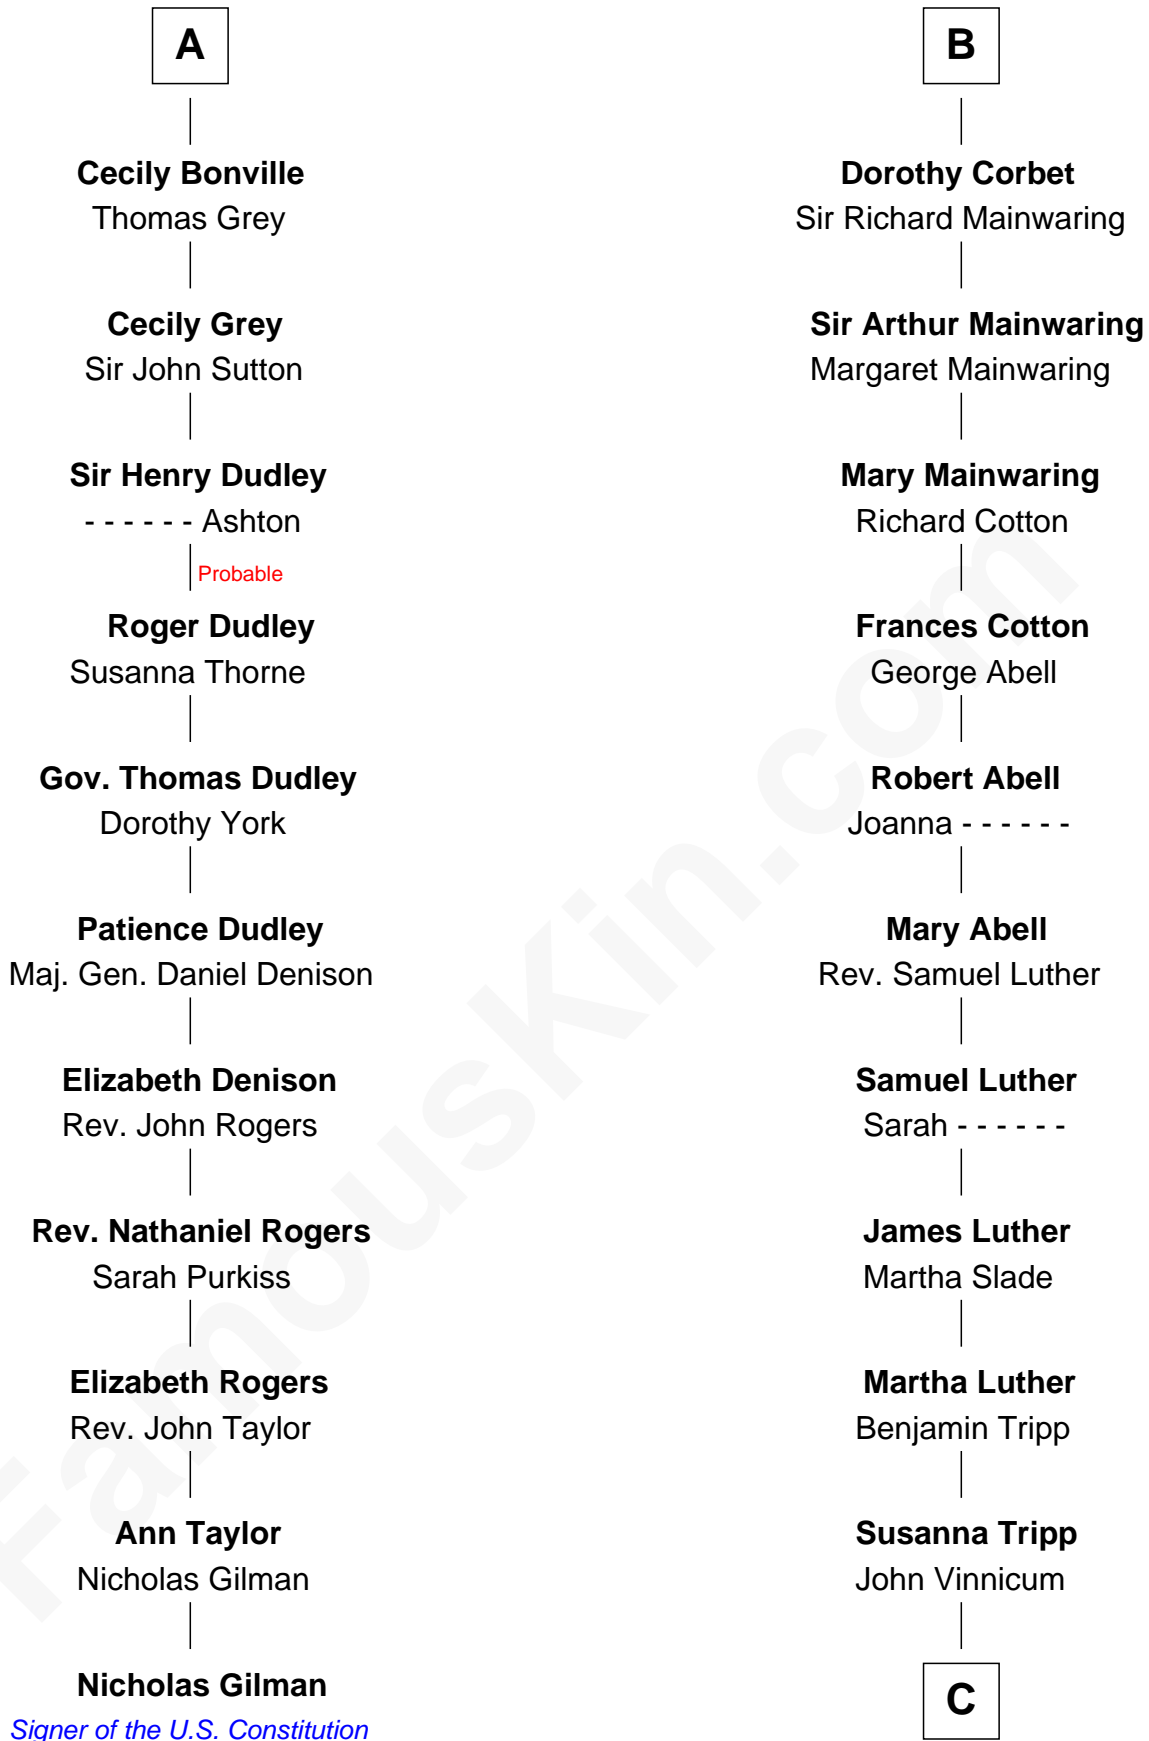 A
Cecily Bonville
Thomas Grey
Cecily Grey
Sir John Sutton
Sir Henry Dudley
- - - - - - Ashton
Probable
Roger Dudley
Susanna Thorne
Gov. Thomas Dudley
Dorothy York
Patience Dudley
Maj. Gen. Daniel Denison
Elizabeth Denison
Rev. John Rogers
Rev. Nathaniel Rogers
Sarah Purkiss
Elizabeth Rogers
Rev. John Taylor
Ann Taylor
Nicholas Gilman
Nicholas Gilman
Signer of the U.S. Constitution
B
Dorothy Corbet
Sir Richard Mainwaring
Sir Arthur Mainwaring
Margaret Mainwaring
Mary Mainwaring
Richard Cotton
Frances Cotton
George Abell
Robert Abell
Joanna - - - - - -
Mary Abell
Rev. Samuel Luther
Samuel Luther
Sarah - - - - - -
James Luther
Martha Slade
Martha Luther
Benjamin Tripp
Susanna Tripp
John Vinnicum
C
FamousKin.com